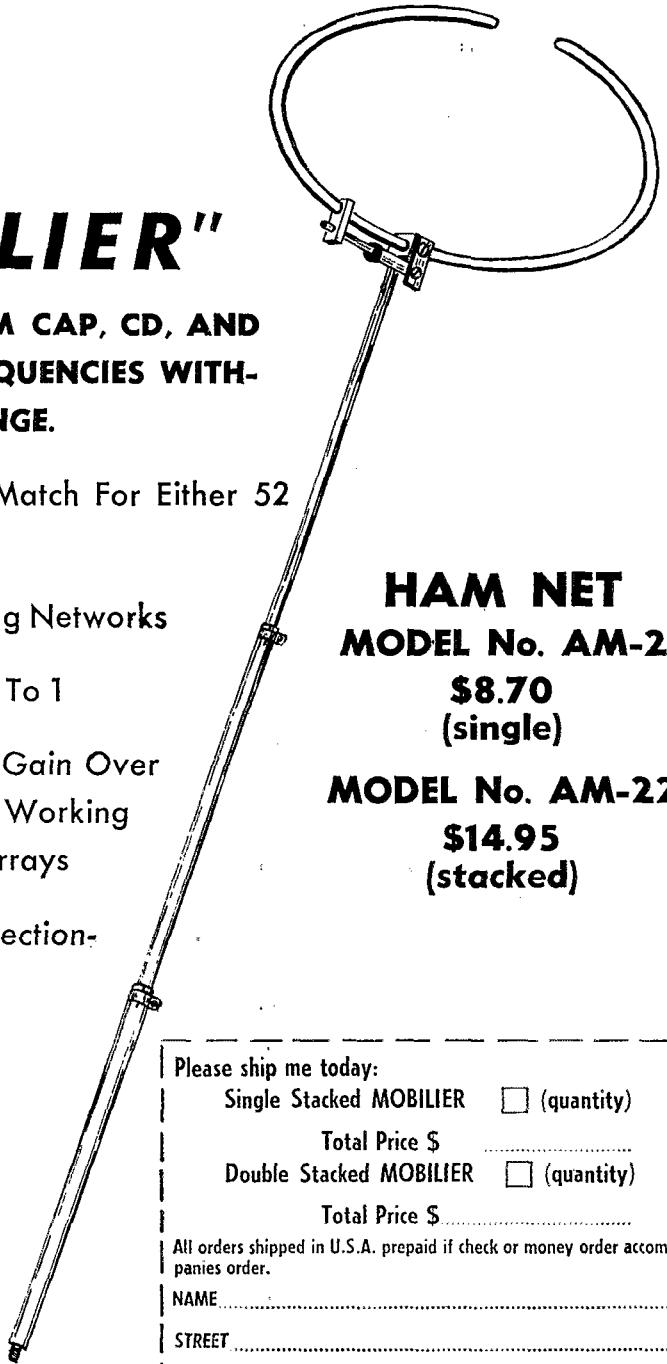 LIER"
M CAP, CD, AND
QUENCIES WITH-
NGE.
Match For Either 52
g Networks
To 1
Gain Over
Working
rrays
ection-
HAM NET
MODEL No. AM-2
$8.70
(single)
MODEL No. AM-22
$14.95
(stacked)
Please ship me today:
Single Stacked MOBILIER (quantity)
Total Price $ ..............................
Double Stacked MOBILIER (quantity)
Total Price $..............................
All orders shipped in U.S.A. prepaid if check or money order accom
panies order.
NAME..............................
STREET..............................